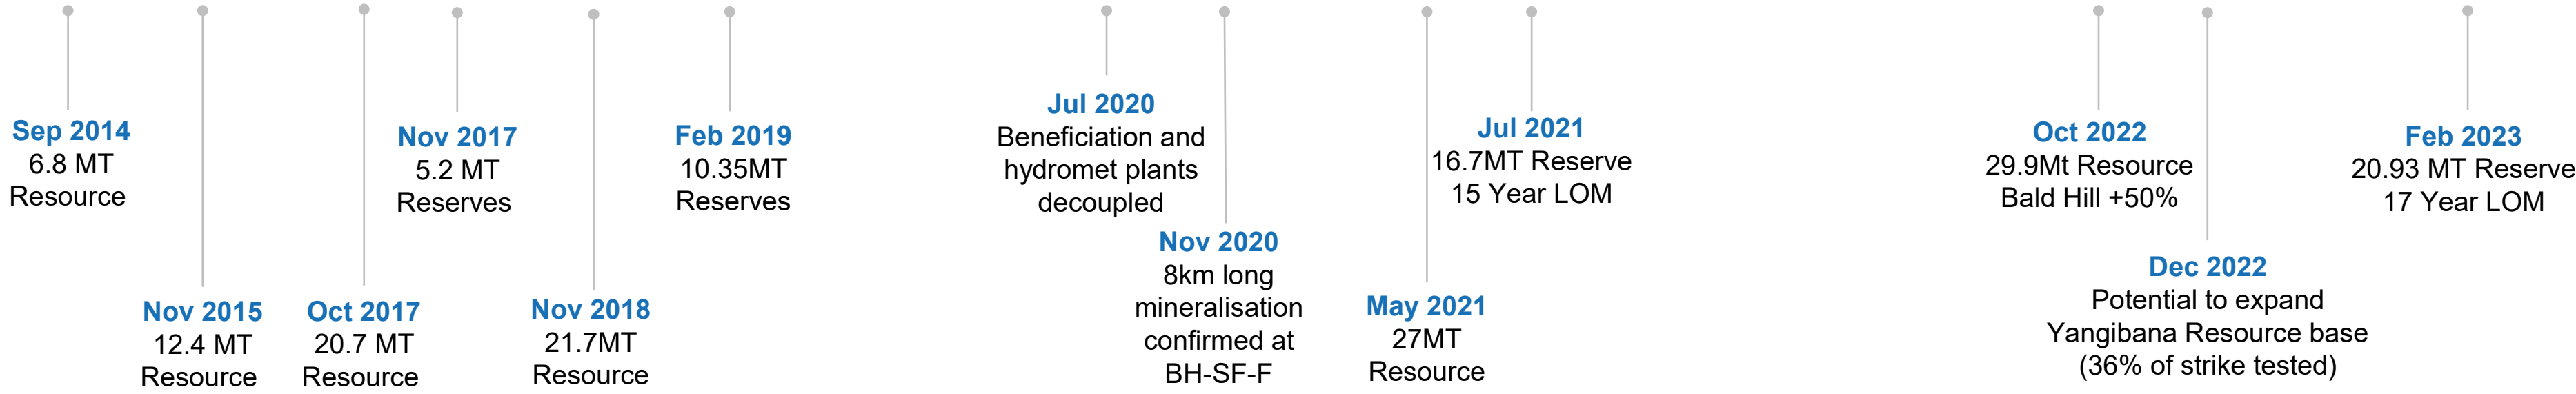 Sep 2014
6.8 MT
Resource
Nov 2015
12.4 MT
Resource
Oct 2017
20.7 MT
Resource
Nov 2017
5.2 MT
Reserves
Nov 2018
21.7MT
Resource
Feb 2019
10.35MT
Reserves
Jul 2020
Beneficiation and
hydromet plants
decoupled
Nov 2020
8km long
mineralisation
confirmed at
BH-SF-F
May 2021
27MT
Resource
Jul 2021
16.7MT Reserve
15 Year LOM
Oct 2022
29.9Mt Resource
Bald Hill +50%
Dec 2022
Potential to expand
Yangibana Resource base
(36% of strike tested)
Feb 2023
20.93 MT Reserve
17 Year LOM